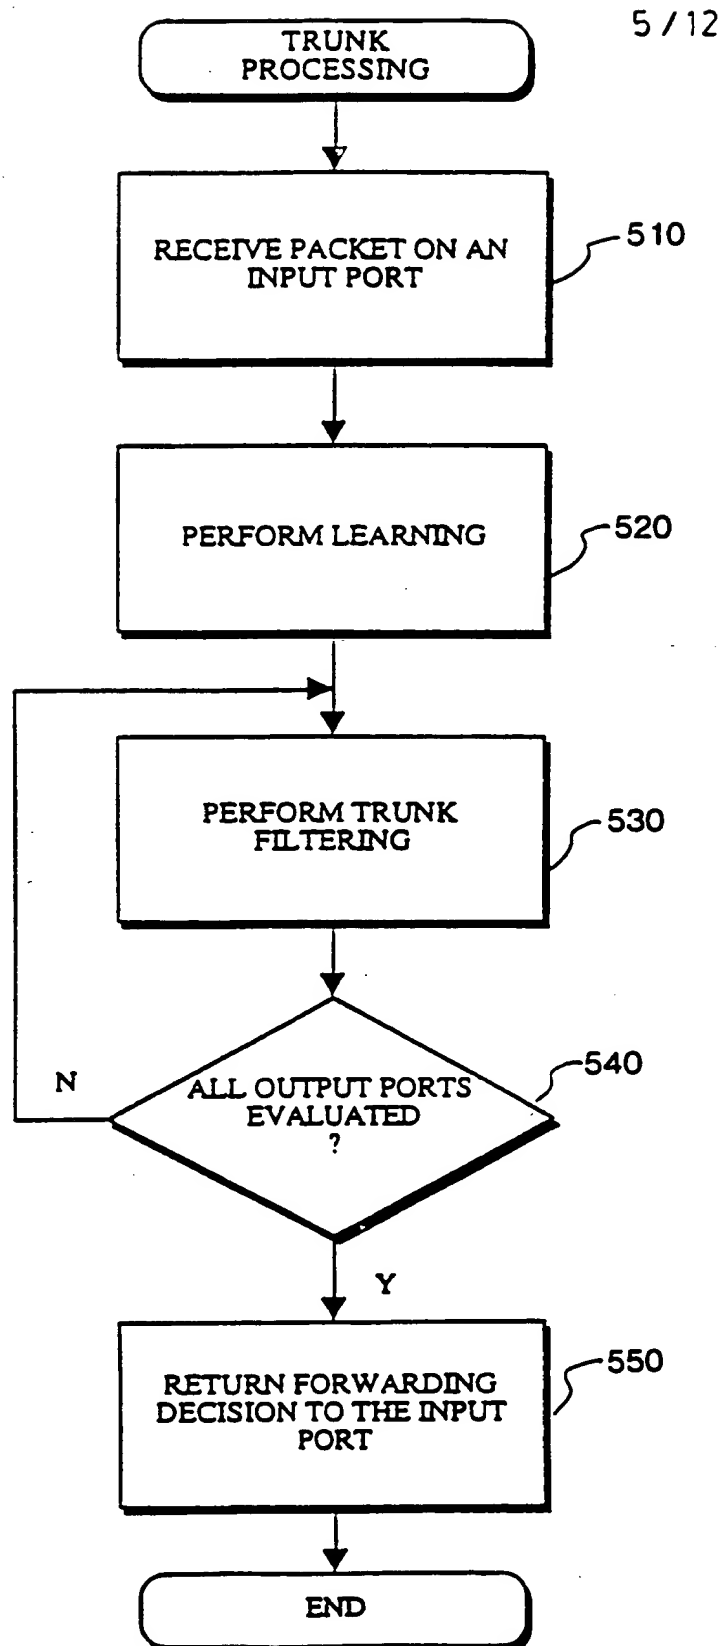 5/12
TRUNK
PROCESSING
RECEIVE PACKET ON AN
INPUT PORT
510
PERFORM LEARNING
520
PERFORM TRUNK
FILTERING
530
ALL OUTPUT PORTS
EVALUATED
?
540
N
Y
RETURN FORWARDING
DECISION TO THE INPUT
PORT
550
END